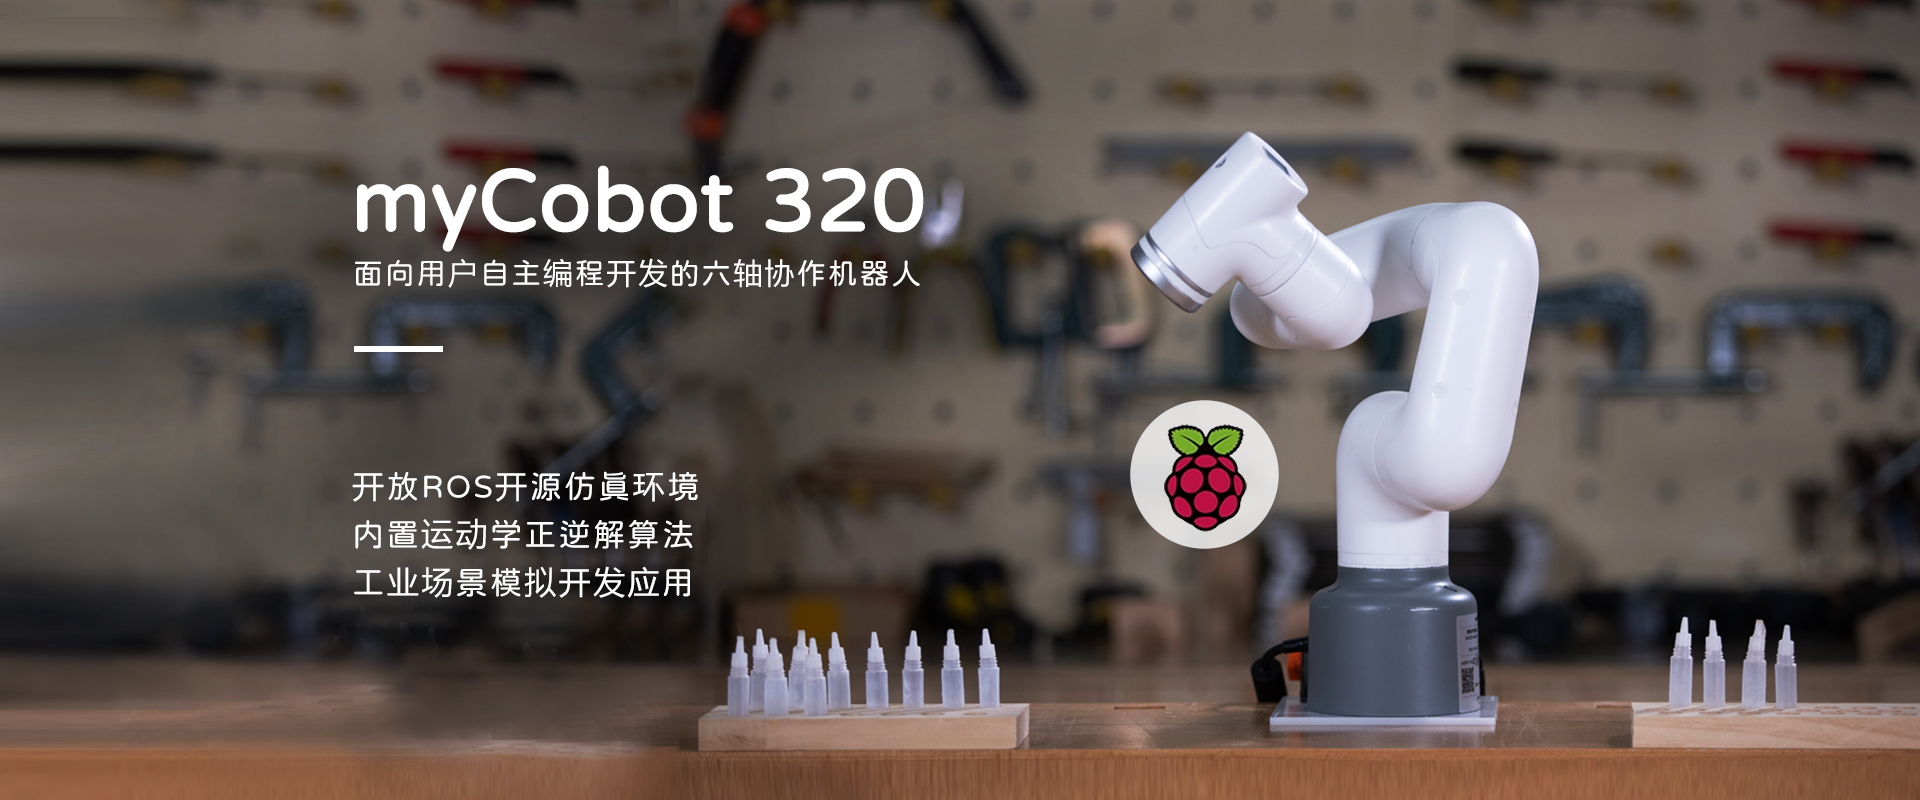 myCobot 320
面向用户自主编程开发的六轴协作机器人
开放ROS开源仿真环境
内置运动学正逆解算法
工业场景模拟开发应用